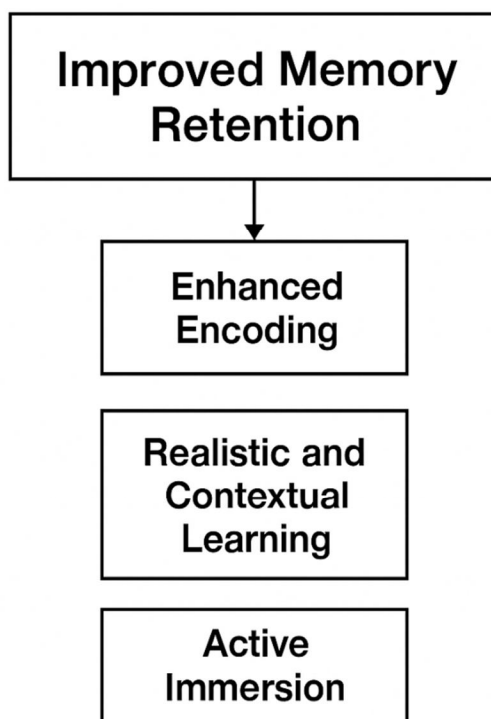 Improved Memory
Retention
Enhanced
Encoding
Realistic and
Contextual
Learning
Active
Immersion